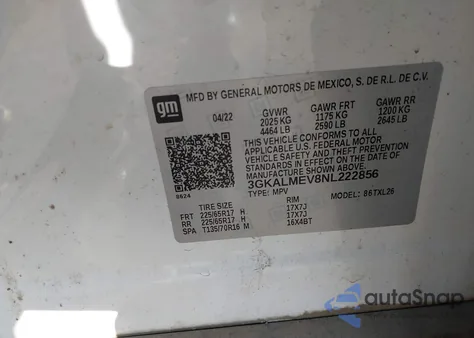 gm
MFD BY GENERAL MOTORS DE MEXICO, S. DE R.L. DE C.V.
04/22 GVWR GAWR FRT GAWR RR
2025 KG 1175 KG 1200 KG
4464 LB 2590 LB 2645 LB
THIS VEHICLE CONFORMS TO ALL
APPLICABLE U.S. FEDERAL MOTOR
VEHICLE SAFETY AND THEFT PREVENTION
STANDARDS IN EFFECT ON THE DATE OF
MANUFACTURE SHOWN ABOVE.
3GKALMEV8NL222856
0624 TYPE: MPV MODEL: 86TXL26
TIRE SIZE RIM
FRT 225/65R17 H 17X7J
RR 225/65R17 H 17X7J
SPA T135/70R16 M 16X4BT
autoSnap